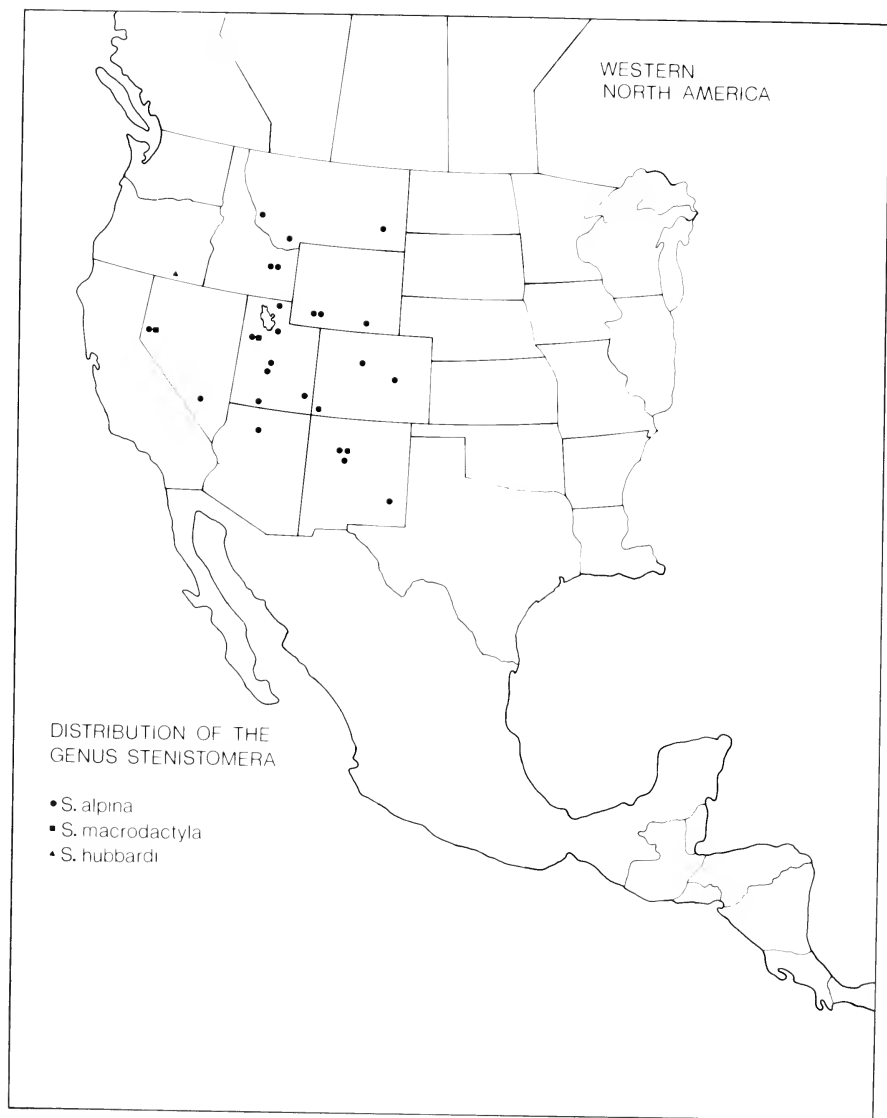 WESTERN
NORTH AMERICA
DISTRIBUTION OF THE
GENUS STENISTOMERA
• S. alpina
▪ S. macrodactyla
▲ S. hubbardi